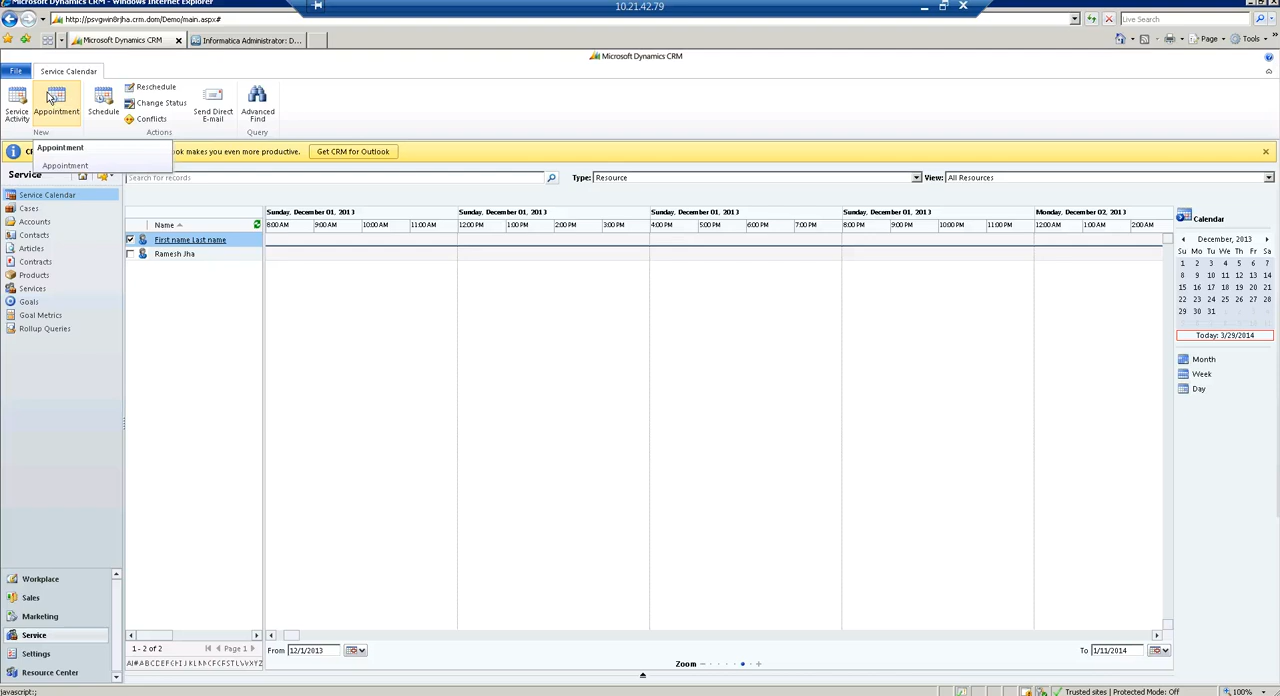 Microsoft Dynamics CRM - Windows Internet Explorer
10.21.42.79
http://psvgwin8rjha.crm.dom/Demo/main.aspx#
Live Search
Microsoft Dynamics CRM
Informatica Administrator: D...
Page
Tools
Microsoft Dynamics CRM
File
Service Calendar
Service Activity
Appointment
Schedule
Reschedule
Change Status
Conflicts
Send Direct E-mail
Advanced Find
New
Actions
Query
Appointment
Appointment
ook makes you even more productive.
Get CRM for Outlook
Service
Search for records
Type:
Resource
View:
All Resources
Service Calendar
Cases
Accounts
Contacts
Articles
Contracts
Products
Services
Goals
Goal Metrics
Rollup Queries
Name
First name Last name
Ramesh Jha
Sunday, December 01, 2013
Sunday, December 01, 2013
Sunday, December 01, 2013
Sunday, December 01, 2013
Monday, December 02, 2013
8:00AM 9:00AM 10:00AM 11:00AM 12:00 PM 1:00 PM 2:00 PM 3:00 PM 4:00 PM 5:00 PM 6:00 PM 7:00 PM 8:00 PM 9:00 PM 10:00 PM 11:00 PM 12:00 AM 1:00 AM 2:00 AM
Calendar
December, 2013
Su Mo Tu We Th Fr Sa
1 2 3 4 5 6 7
8 9 10 11 12 13 14
15 16 17 18 19 20 21
22 23 24 25 26 27 28
29 30 31
Today: 3/29/2014
Month
Week
Day
Workplace
Sales
Marketing
Service
Settings
Resource Center
1 - 2 of 2
Page 1
All # A B C D E F G H I J K L M N O P Q R S T U V W X Y Z
From
12/1/2013
To
1/11/2014
Zoom
javascript:;
Trusted sites | Protected Mode: Off
100%